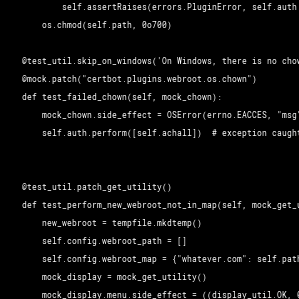 self.assertRaises(errors.PluginError, self.auth
os.chmod(self.path, 0o700)
@test_util.skip_on_windows('On Windows, there is no chow
@mock.patch("certbot.plugins.webroot.os.chown")
def test_failed_chown(self, mock_chown):
mock_chown.side_effect = OSError(errno.EACCES, "msg"
self.auth.perform([self.achall])  # exception caught
@test_util.patch_get_utility()
def test_perform_new_webroot_not_in_map(self, mock_get_u
new_webroot = tempfile.mkdtemp()
self.config.webroot_path = []
self.config.webroot_map = {"whatever.com": self.path
mock_display = mock_get_utility()
mock_display.menu.side_effect = ((display_util.OK, 0